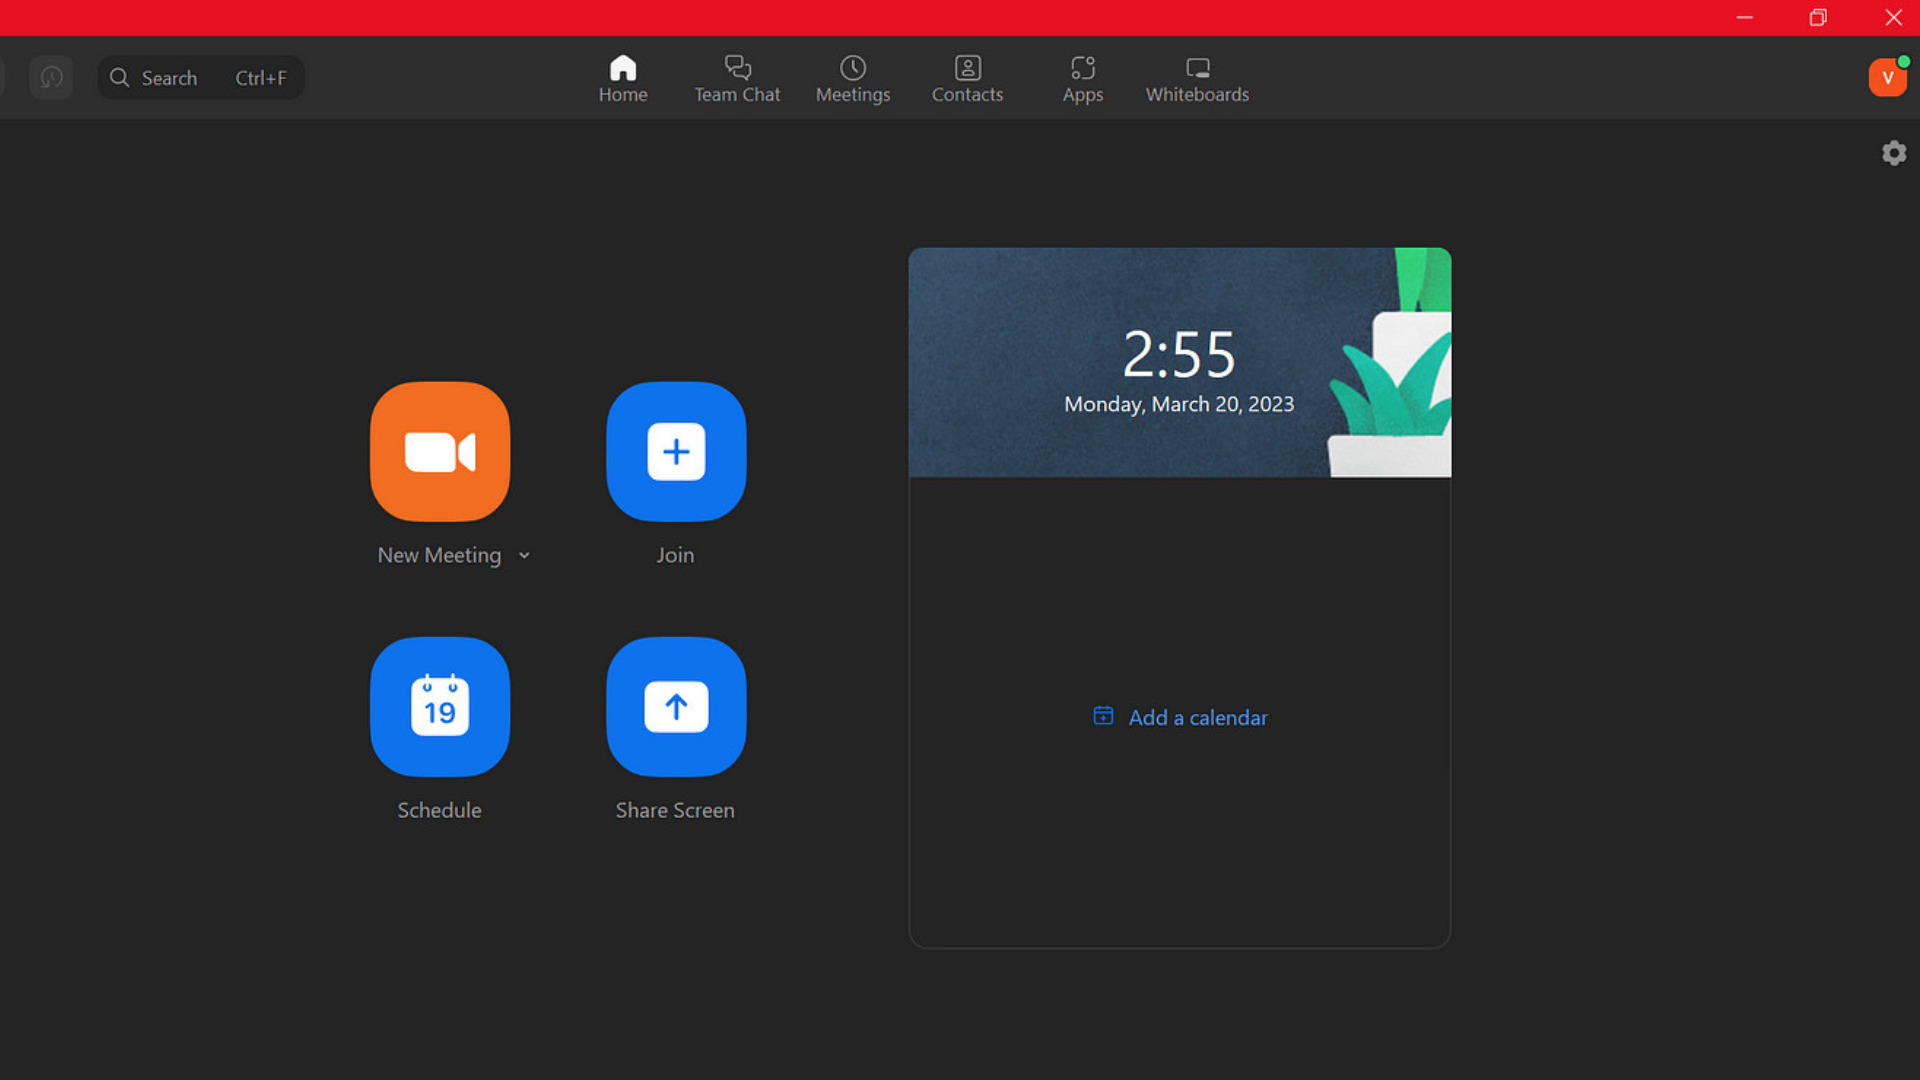 Search Ctrl+F
Home
Team Chat
Meetings
Contacts
Apps
Whiteboards
V
2:55
Monday, March 20, 2023
New Meeting
Join
19
Schedule
Share Screen
Add a calendar